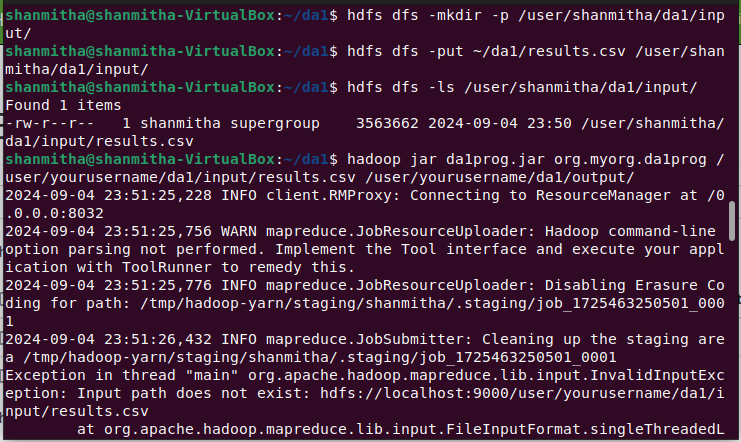 shanmitha@shanmitha-VirtualBox:~/da1$ hdfs dfs -mkdir -p /user/shanmitha/da1/inp
ut/
shanmitha@shanmitha-VirtualBox:~/da1$ hdfs dfs -put ~/da1/results.csv /user/shan
mitha/da1/input/
shanmitha@shanmitha-VirtualBox:~/da1$ hdfs dfs -ls /user/shanmitha/da1/input/
Found 1 items
-rw-r--r--   1 shanmitha supergroup    3563662 2024-09-04 23:50 /user/shanmitha/
da1/input/results.csv
shanmitha@shanmitha-VirtualBox:~/da1$ hadoop jar da1prog.jar org.myorg.da1prog /
user/yourusername/da1/input/results.csv /user/yourusername/da1/output/
2024-09-04 23:51:25,228 INFO client.RMProxy: Connecting to ResourceManager at /0
.0.0.0:8032
2024-09-04 23:51:25,756 WARN mapreduce.JobResourceUploader: Hadoop command-line
option parsing not performed. Implement the Tool interface and execute your appl
ication with ToolRunner to remedy this.
2024-09-04 23:51:25,776 INFO mapreduce.JobResourceUploader: Disabling Erasure Co
ding for path: /tmp/hadoop-yarn/staging/shanmitha/.staging/job_1725463250501_000
1
2024-09-04 23:51:26,432 INFO mapreduce.JobSubmitter: Cleaning up the staging are
a /tmp/hadoop-yarn/staging/shanmitha/.staging/job_1725463250501_0001
Exception in thread "main" org.apache.hadoop.mapreduce.lib.input.InvalidInputExc
eption: Input path does not exist: hdfs://localhost:9000/user/yourusername/da1/i
nput/results.csv
        at org.apache.hadoop.mapreduce.lib.input.FileInputFormat.singleThreadedL